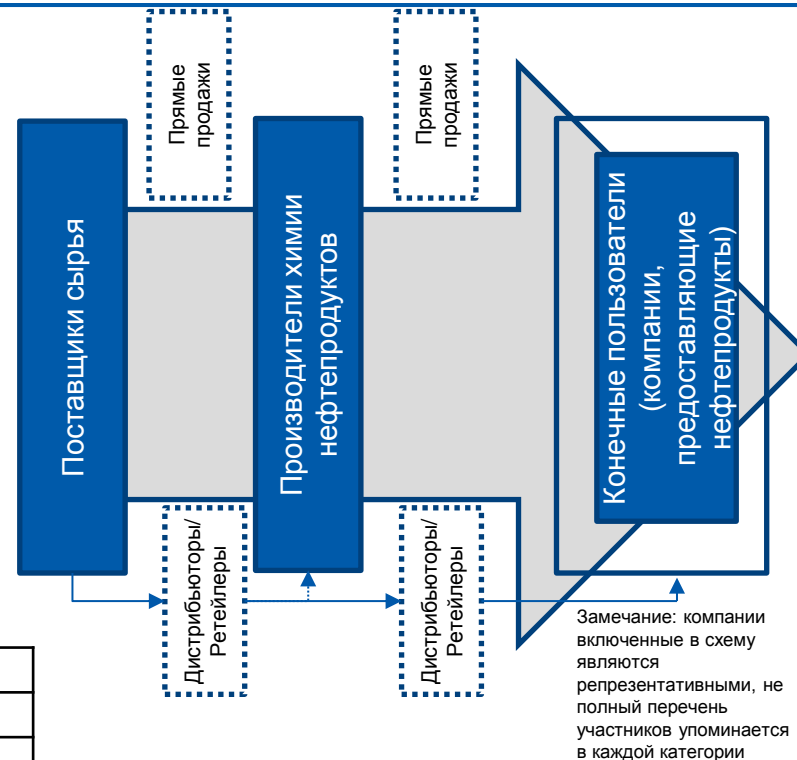 Прямые
продажи
Прямые
продажи
Поставщики сырья
Производители химии
нефтепродуктов
Конечные пользователи
(компании,
предоставляющие
нефтепродукты)
Дистрибьюторы/
Ретейлеры
Дистрибьюторы/
Ретейлеры
Замечание: компании
включенные в схему
являются
репрезентативными, не
полный перечень
участников упоминается
в каждой категории